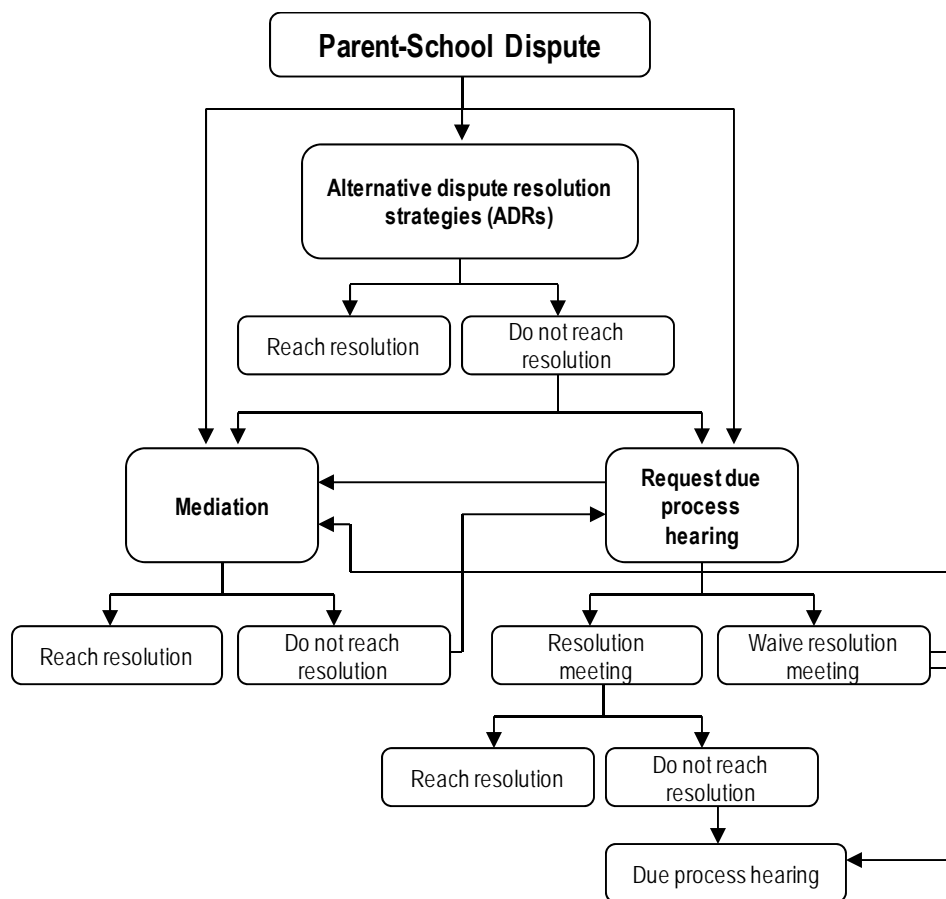 Parent-School Dispute
Alternative dispute resolution
strategies (ADRs)
Reach resolution
Do not reach
resolution
Mediation
Request due
process
hearing
Reach resolution
Do not reach
resolution
Resolution
meeting
Waive resolution
meeting
Reach resolution
Do not reach
resolution
Due process hearing